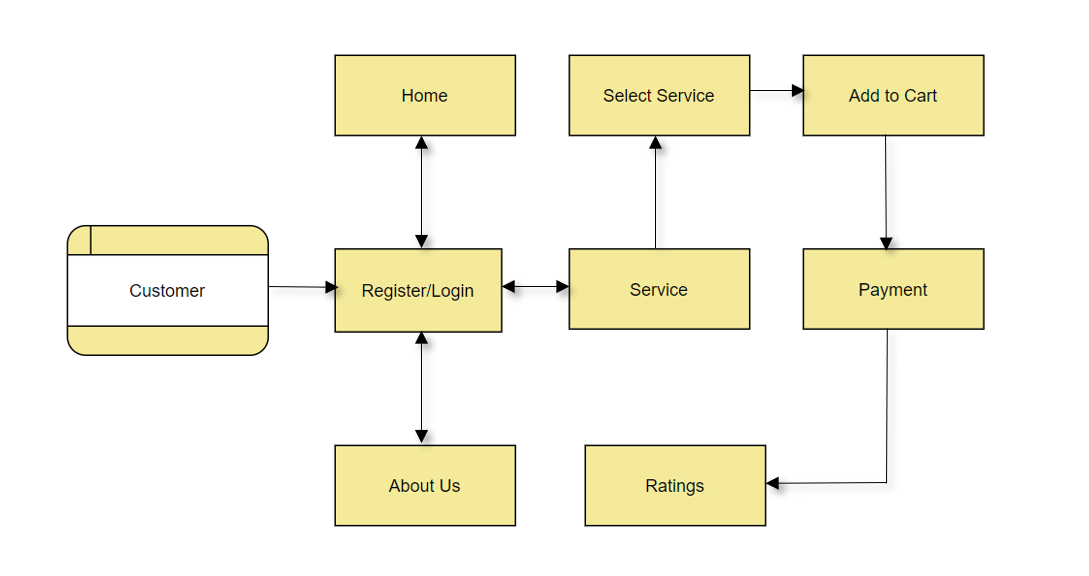 Home
Select Service
Add to Cart
Customer
Register/Login
Service
Payment
About Us
Ratings